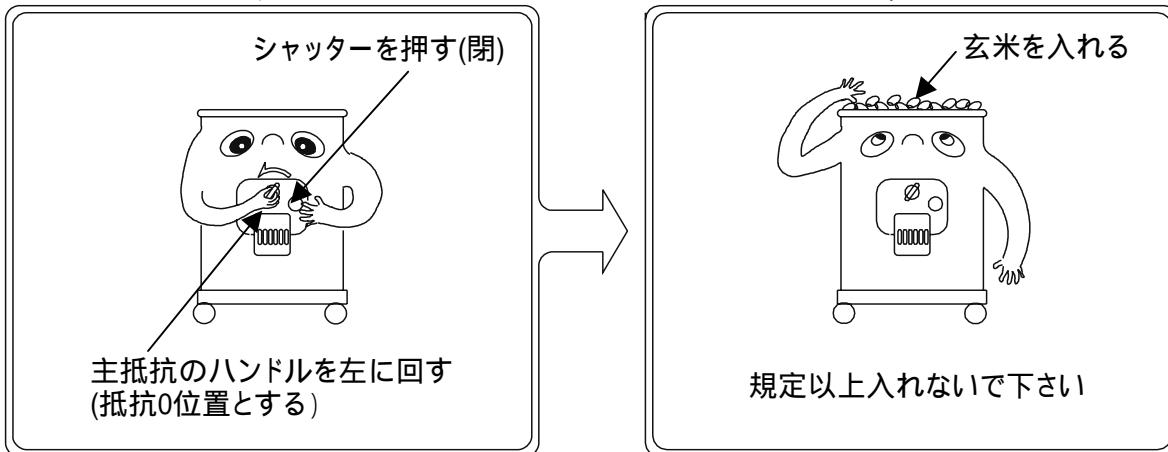 シャッターを押す(閉)
主抵抗のハンドルを左に回す
(抵抗0位置とする)
玄米を入れる
規定以上入れないで下さい